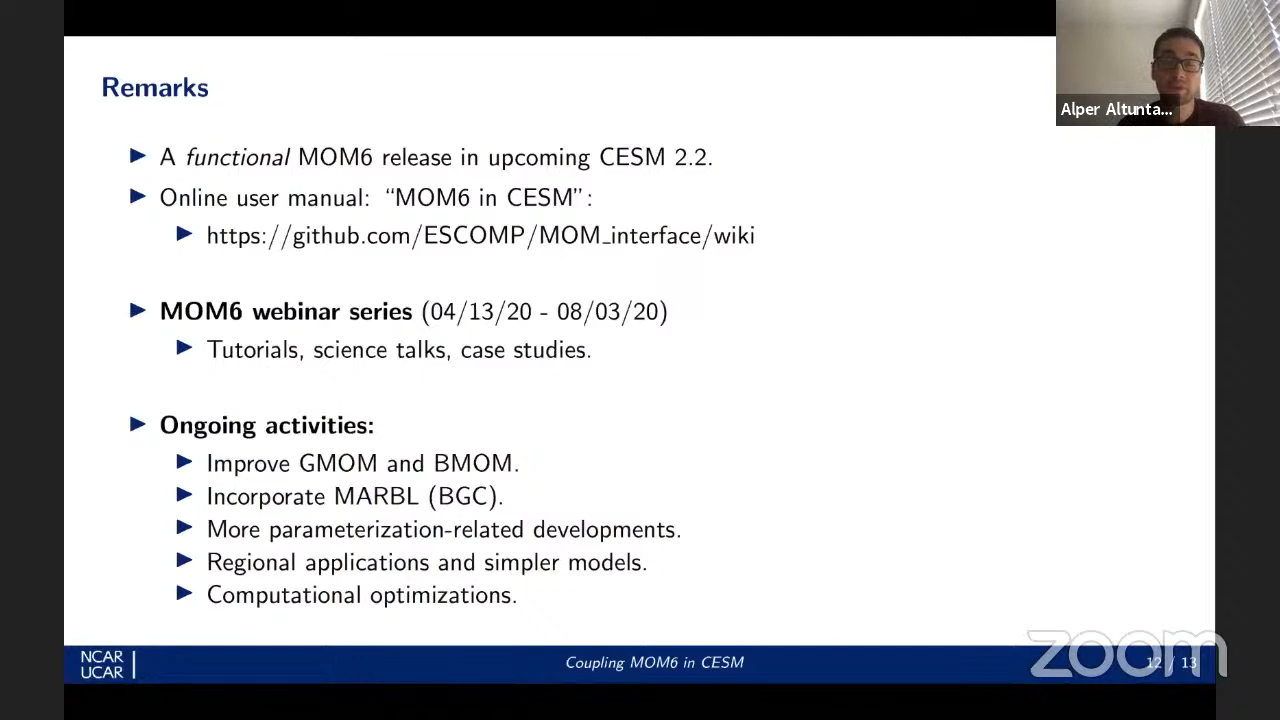 Remarks
Alper Altunta...
A functional MOM6 release in upcoming CESM 2.2.
Online user manual: “MOM6 in CESM”:
https://github.com/ESCOMP/MOM_interface/wiki
MOM6 webinar series (04/13/20 - 08/03/20)
Tutorials, science talks, case studies.
Ongoing activities:
Improve GMOM and BMOM.
Incorporate MARBL (BGC).
More parameterization-related developments.
Regional applications and simpler models.
Computational optimizations.
NCAR
UCAR
Coupling MOM6 in CESM
12 / 13
zoom